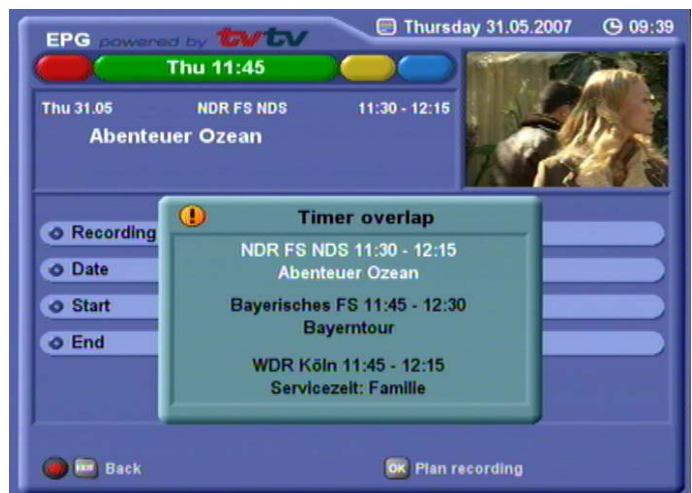 EPG powered by tvtv
Thursday 31.05.2007
09:39
Thu 11:45
Thu 31.05 NDR FS NDS 11:30 - 12:15
Abenteuer Ozean
Timer overlap
Recording
NDR FS NDS 11:30 - 12:15
Date
Abenteuer Ozean
Start
Bayerisches FS 11:45 - 12:30
Bayerntour
End
WDR Köln 11:45 - 12:15
Servicezeit: Familie
EXIT Back
OK Plan recording